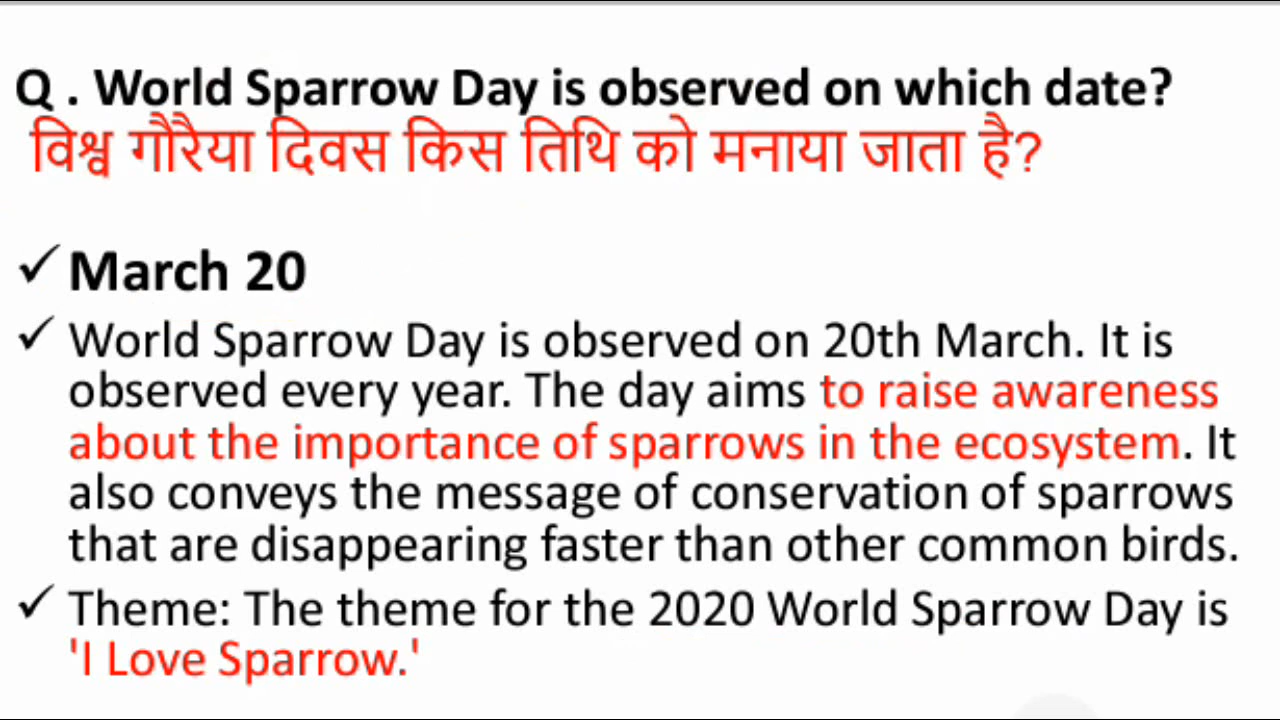 Q . World Sparrow Day is observed on which date?
विश्व गौरैया दिवस किस तिथि को मनाया जाता है?
✓ March 20
✓ World Sparrow Day is observed on 20th March. It is
observed every year. The day aims to raise awareness
about the importance of sparrows in the ecosystem. It
also conveys the message of conservation of sparrows
that are disappearing faster than other common birds.
✓ Theme: The theme for the 2020 World Sparrow Day is
'I Love Sparrow.'